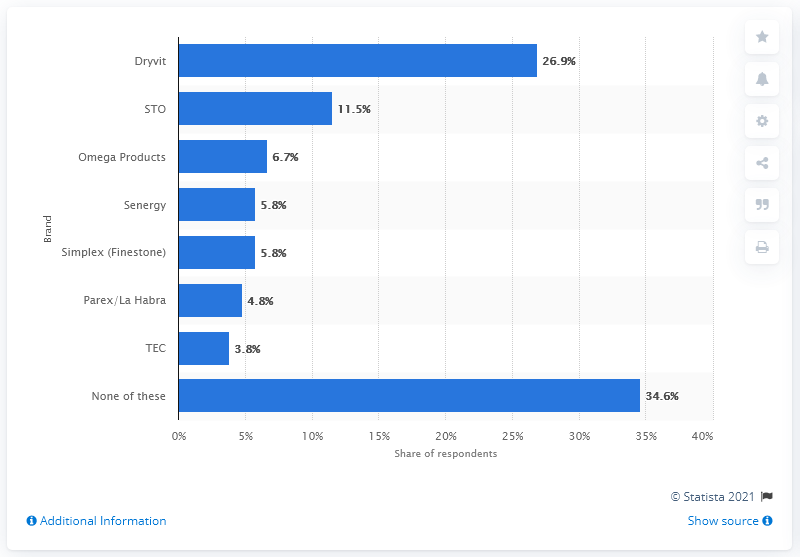 Dryvit 26.9%
STO 11.5%
Omega Products 6.7%
Senergy 5.8%
Brand
Simplex (Finestone) 5.8%
Parex/La Habra 4.8%
TEC 3.8%
None of these 34.6%
0% 5% 10% 15% 20% 25% 30% 35% 40%
Share of respondents
© Statista 2021
Additional Information Show source